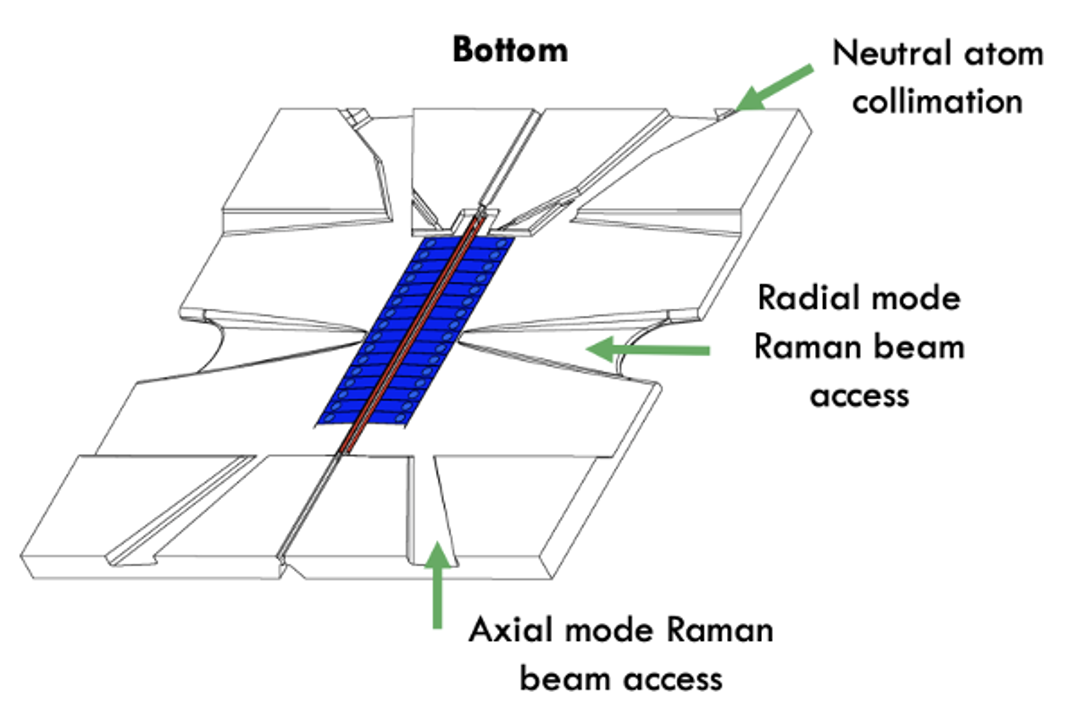 Bottom
Neutral atom
collimation
Radial mode
Raman beam
access
Axial mode Raman
beam access